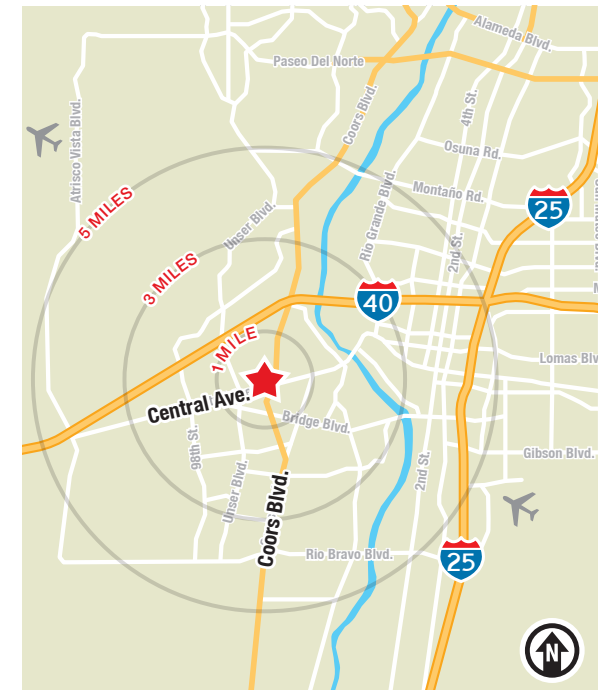 Alameda Blvd.
Paseo Del Norte
Coors Blvd.
4th St.
Atrisco Vista Blvd.
Osuna Rd.
Montaño Rd.
5 MILES
25
Unser Blvd.
Rio Grande Blvd.
2nd St.
3 MILES
40
1 MILE
Lomas Blv
Central Ave.
Bridge Blvd.
98th St.
Gibson Blvd.
Unser Blvd.
2nd St.
Coors Blvd.
Rio Bravo Blvd.
25
N